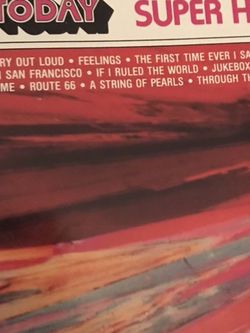 TODAY SUPER H
RY OUT LOUD • FEELINGS • THE FIRST TIME EVER I SA
SAN FRANCISCO • IF I RULED THE WORLD • JUKEBOX
ME • ROUTE 66 • A STRING OF PEARLS • THROUGH TH